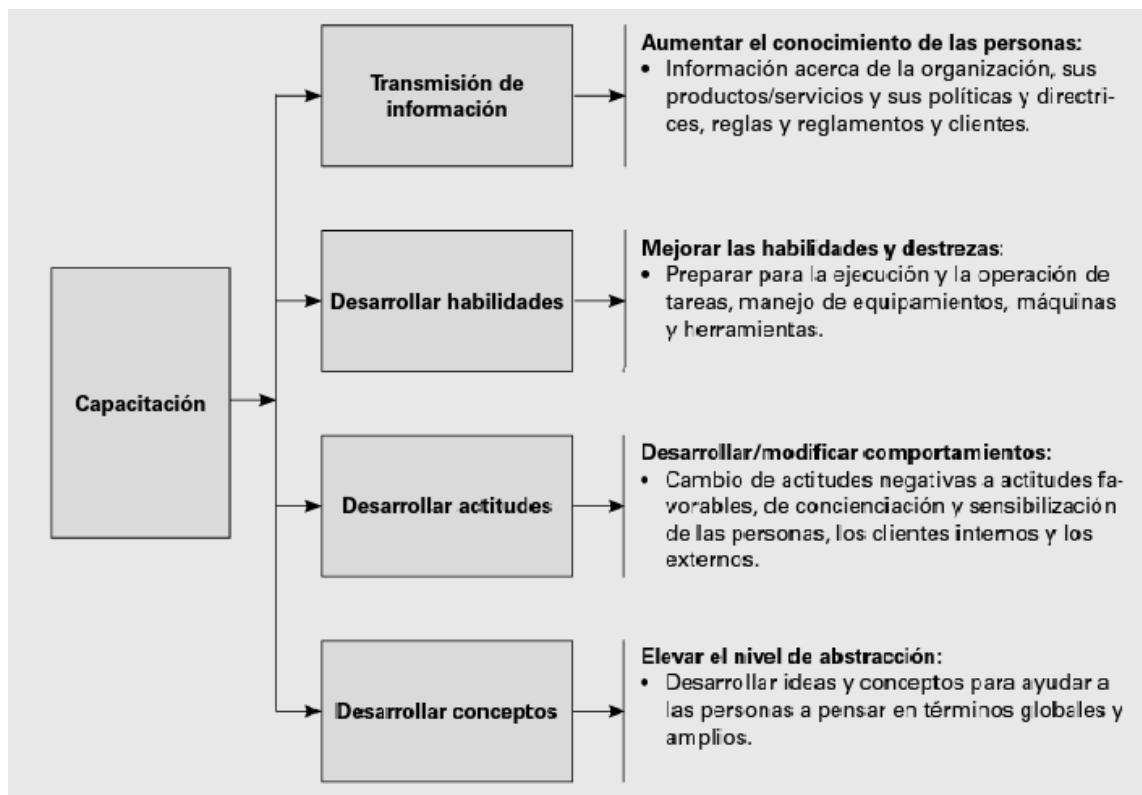 Transmisión de
información
Aumentar el conocimiento de las personas:
• Información acerca de la organización, sus
productos/servicios y sus políticas y directri-
ces, reglas y reglamentos y clientes.
Desarrollar habilidades
Mejorar las habilidades y destrezas:
• Preparar para la ejecución y la operación de
tareas, manejo de equipamientos, máquinas
y herramientas.
Capacitación
Desarrollar actitudes
Desarrollar/modificar comportamientos:
• Cambio de actitudes negativas a actitudes fa-
vorables, de concienciación y sensibilización
de las personas, los clientes internos y los
externos.
Desarrollar conceptos
Elevar el nivel de abstracción:
• Desarrollar ideas y conceptos para ayudar a
las personas a pensar en términos globales y
amplios.